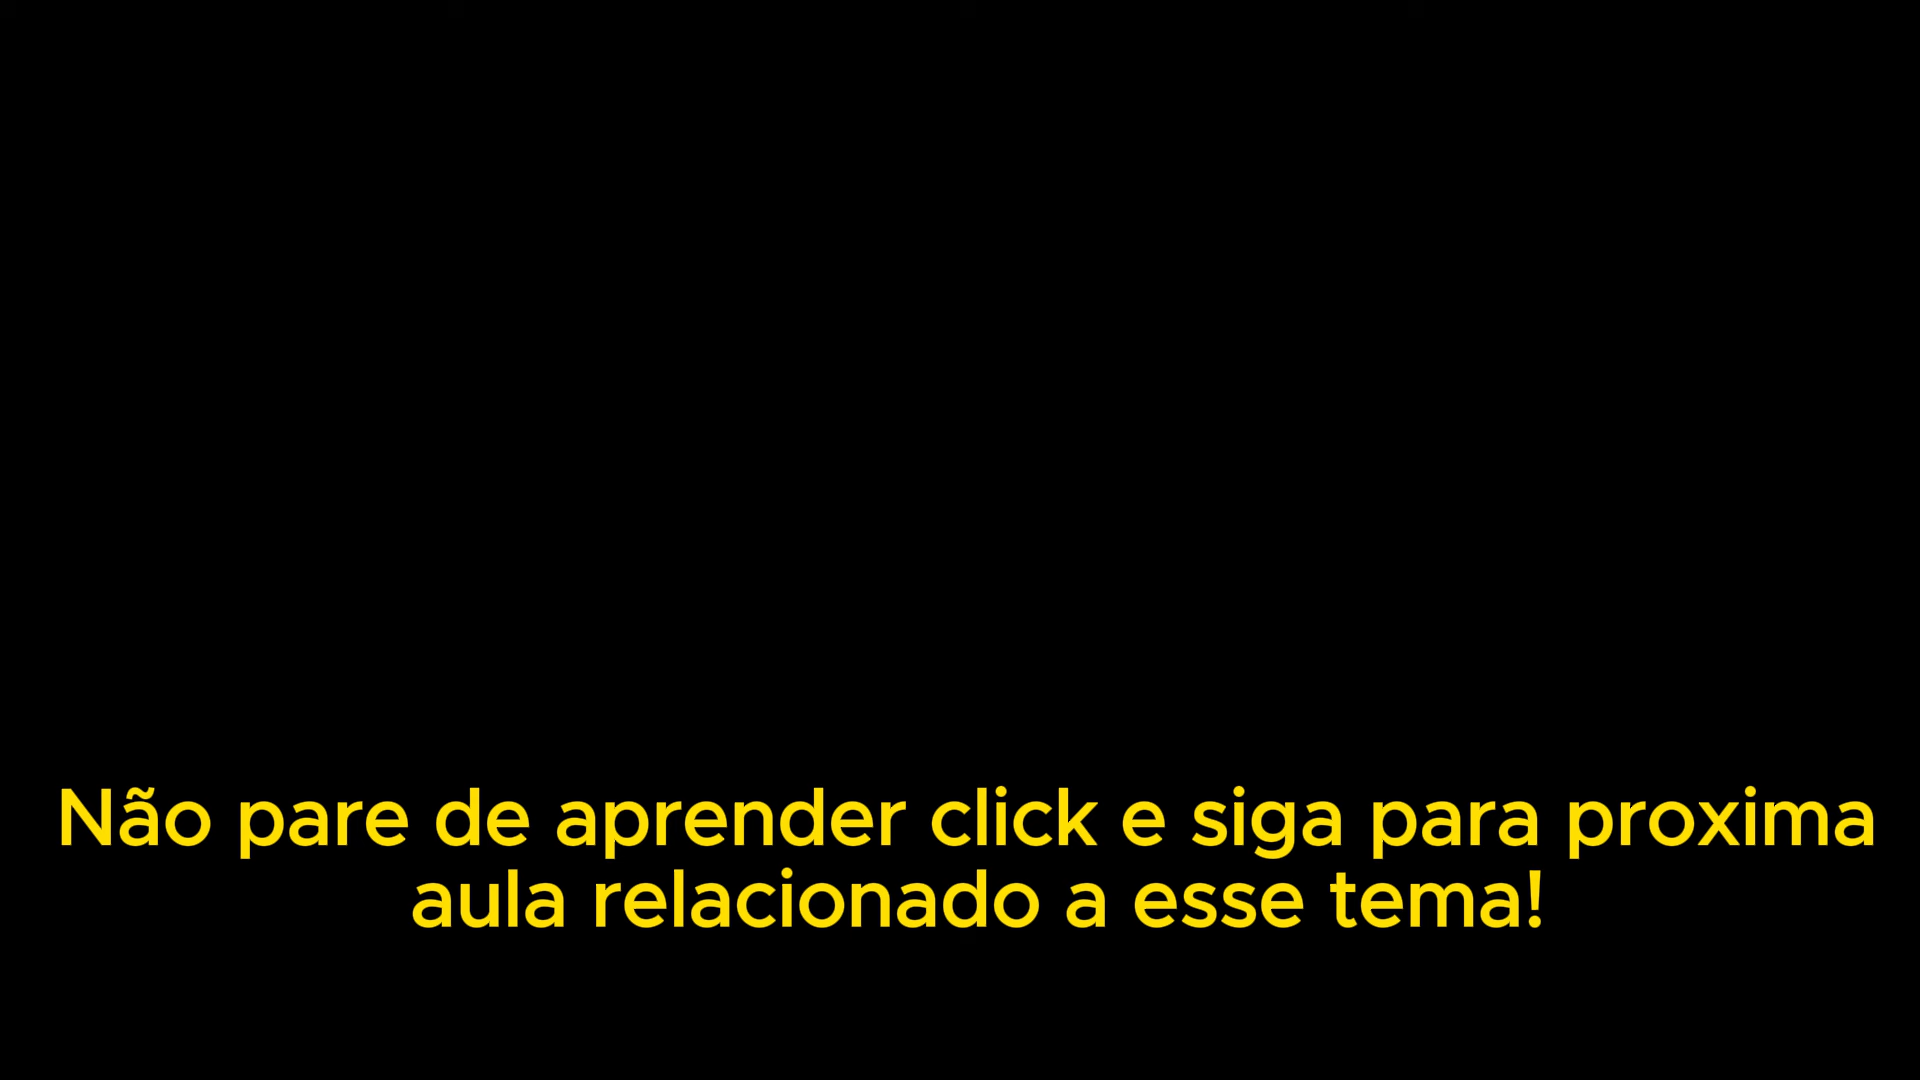 Não pare de aprender click e siga para proxima
aula relacionado a esse tema!